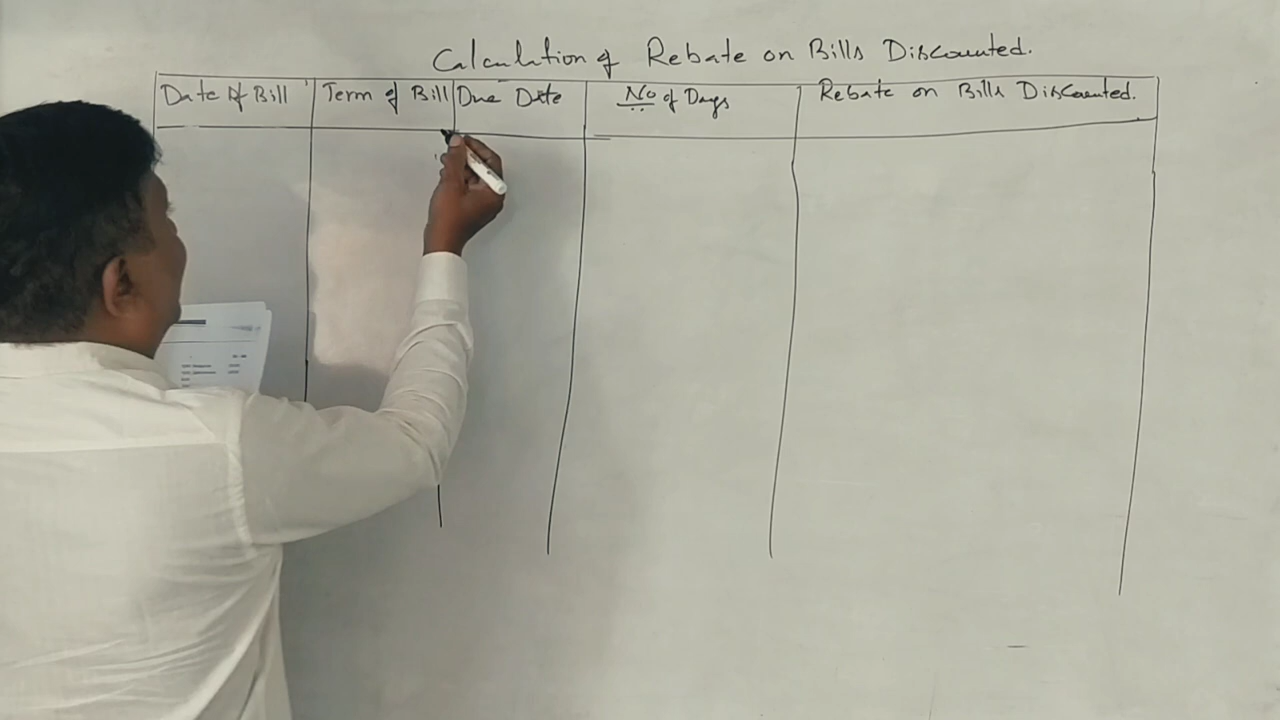 Calculation of Rebate on Bills Discounted.
Date of Bill Term of Bill Due Date No of Days Rebate on Bills Discounted.